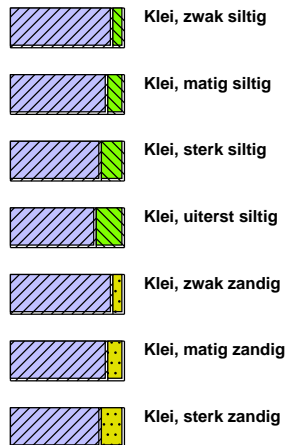 Klei, zwak siltig
Klei, matig siltig
Klei, sterk siltig
Klei, uiterst siltig
Klei, zwak zandig
Klei, matig zandig
Klei, sterk zandig